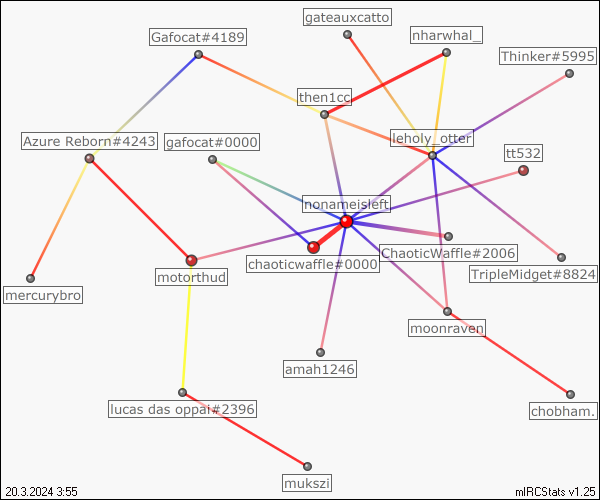 gateauxcatto
nharwhal_
Gafocat#4189
Thinker#5995
then1cc
Azure Reborn#4243
gafocat#0000
leholy_otter
tt532
nonameisleft
ChaoticWaffle#2006
chaoticwaffle#0000
TripleMidget#8824
motorthud
mercurybro
moonraven
amah1246
lucas das oppai#2396
chobham.
mukszi
20.3.2024 3:55
mIRCStats v1.25